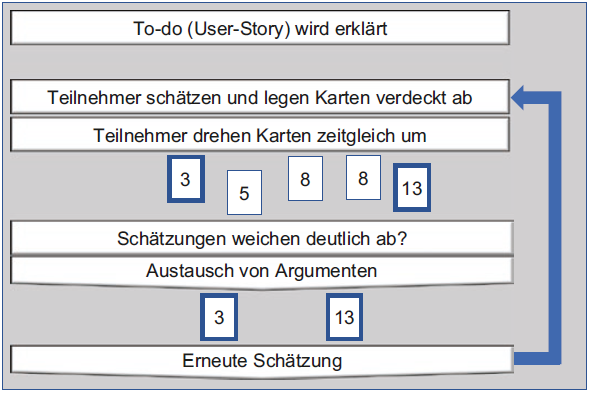 To-do (User-Story) wird erklärt
Teilnehmer schätzen und legen Karten verdeckt ab
Teilnehmer drehen Karten zeitgleich um
3 5 8 8 13
Schätzungen weichen deutlich ab?
Austausch von Argumenten
3 13
Erneute Schätzung